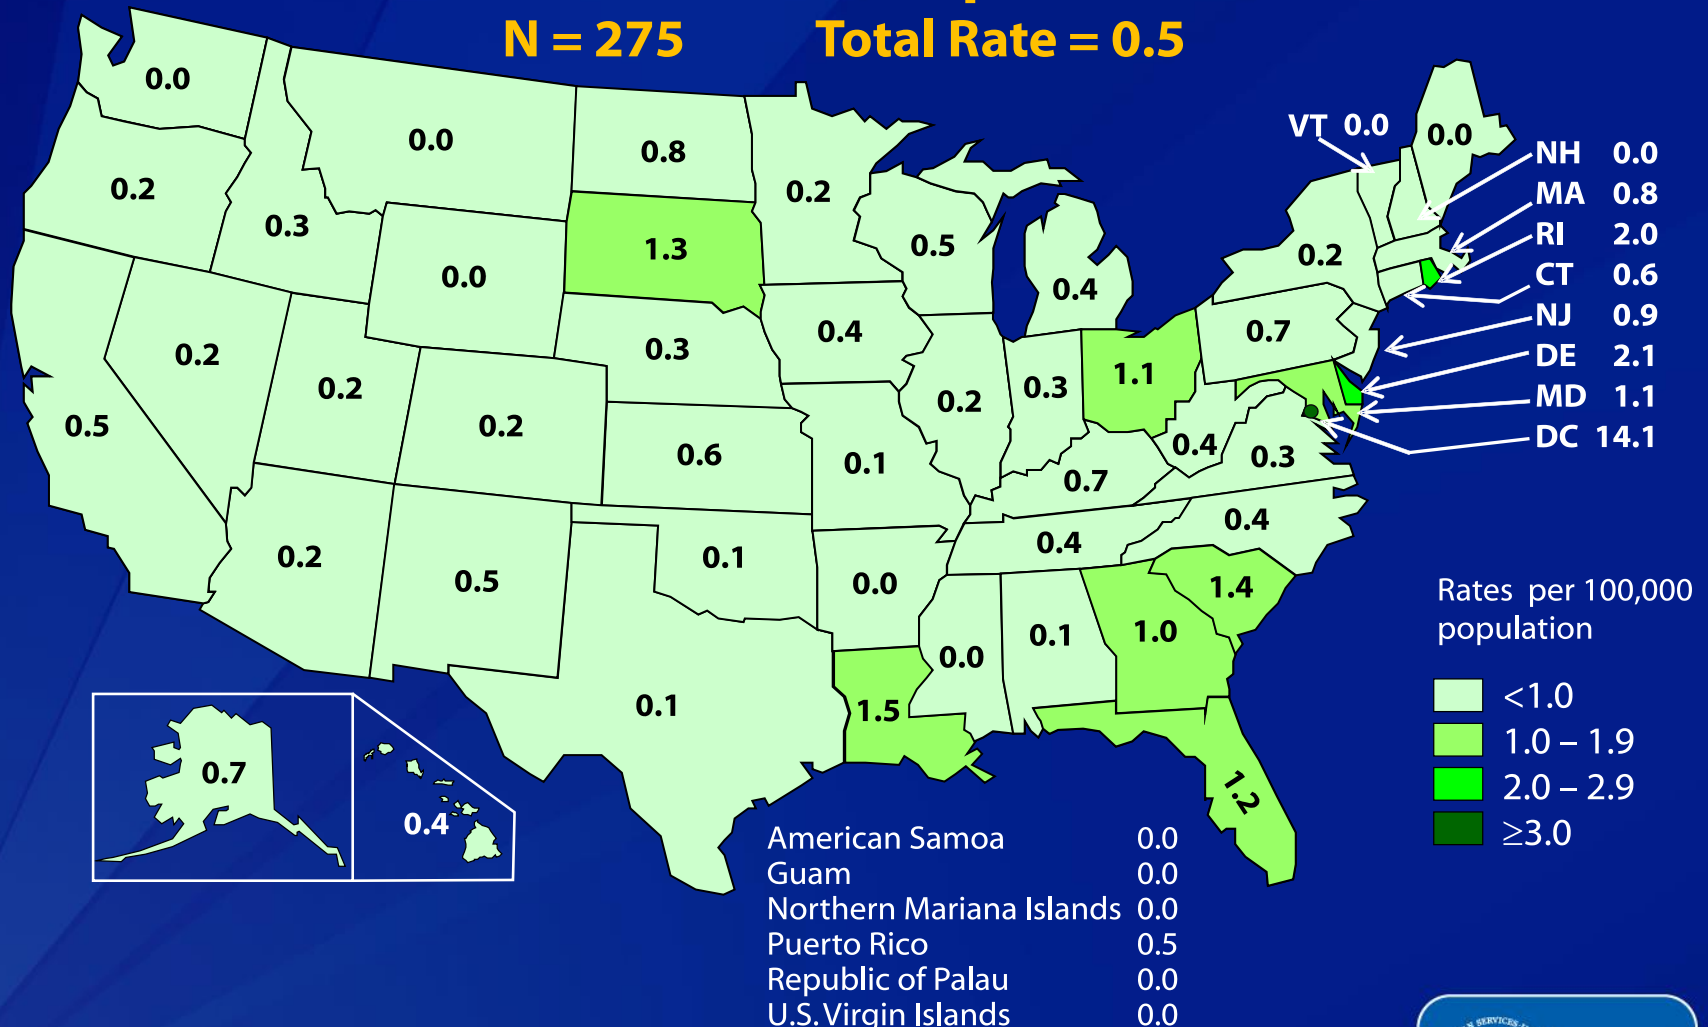 N = 275 Total Rate = 0.5
0.0
0.0
0.8
0.2
VT 0.0
0.0
NH 0.0
MA 0.8
RI 2.0
CT 0.6
NJ 0.9
DE 2.1
MD 1.1
DC 14.1
0.2
0.3
0.0
1.3
0.5
0.4
0.2
0.7
0.2
0.2
0.3
0.4
0.2
0.3
1.1
0.5
0.2
0.6
0.1
0.7
0.4
0.3
0.2
0.5
0.1
0.0
0.4
0.4
0.1
1.5
0.0
0.1
1.0
1.4
1.2
0.7
0.4
Rates per 100,000
population
<1.0
1.0 – 1.9
2.0 – 2.9
≥3.0
American Samoa 0.0
Guam 0.0
Northern Mariana Islands 0.0
Puerto Rico 0.5
Republic of Palau 0.0
U.S. Virgin Islands 0.0